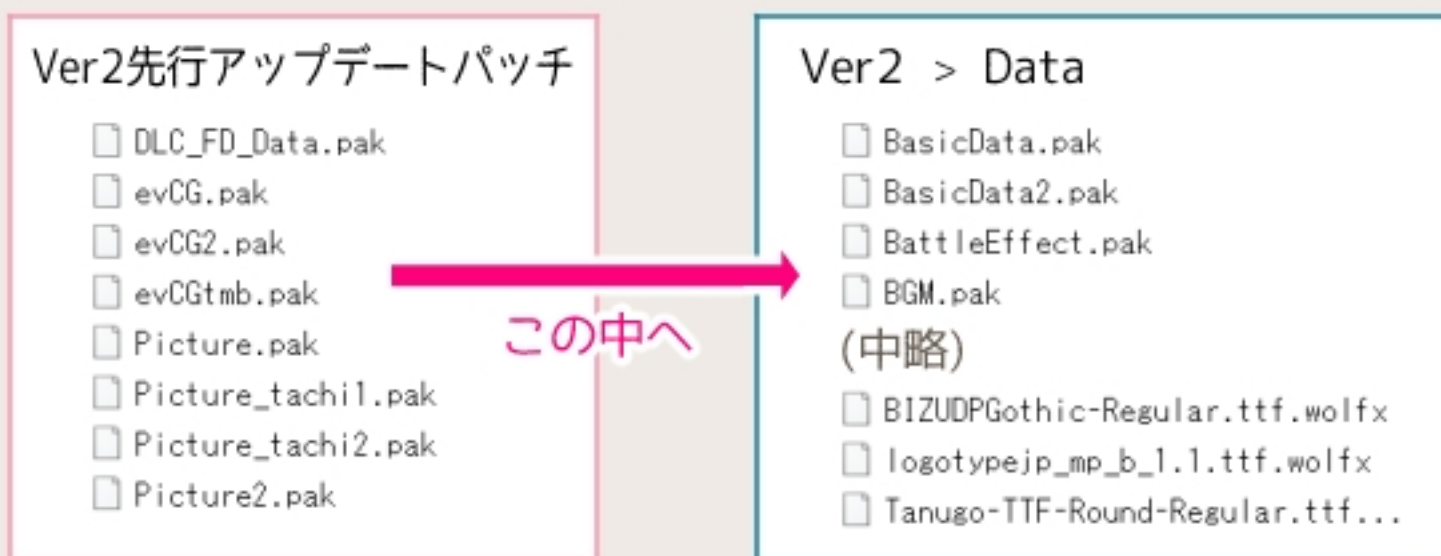 Ver2先行アップデートパッチ
DLC_FD_Data.pak
evCG.pak
evCG2.pak
evCGtmb.pak
Picture.pak
Picture_tachi1.pak
Picture_tachi2.pak
Picture2.pak
この中へ
Ver2 > Data
BasicData.pak
BasicData2.pak
BattleEffect.pak
BGM.pak
(中略)
BIZUDPGothic-Regular.ttf.wolfx
logotypejp_mp_b_1.1.ttf.wolfx
Tanugo-TTF-Round-Regular.ttf...